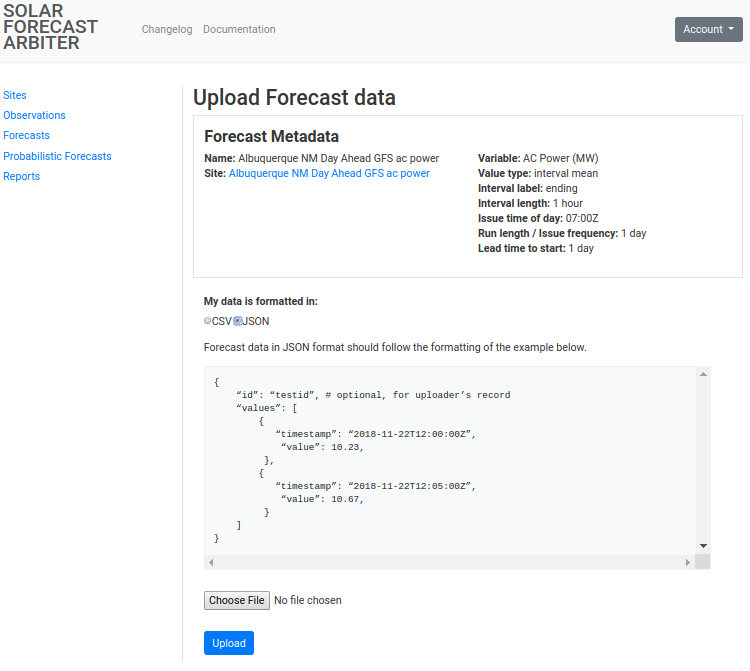 SOLAR
FORECAST
ARBITER
Changelog Documentation
Account
Sites
Observations
Forecasts
Probabilistic Forecasts
Reports
Upload Forecast data
Forecast Metadata
Name: Albuquerque NM Day Ahead GFS ac power
Site: Albuquerque NM Day Ahead GFS ac power
Variable: AC Power (MW)
Value type: interval mean
Interval label: ending
Interval length: 1 hour
Issue time of day: 07:00Z
Run length / Issue frequency: 1 day
Lead time to start: 1 day
My data is formatted in:
CSV JSON
Forecast data in JSON format should follow the formatting of the example below.
{
“id”: “testid”, # optional, for uploader’s record
“values”: [
{
“timestamp”: “2018-11-22T12:00:00Z”,
“value”: 10.23,
},
{
“timestamp”: “2018-11-22T12:05:00Z”,
“value”: 10.67,
}
]
}
Choose File No file chosen
Upload